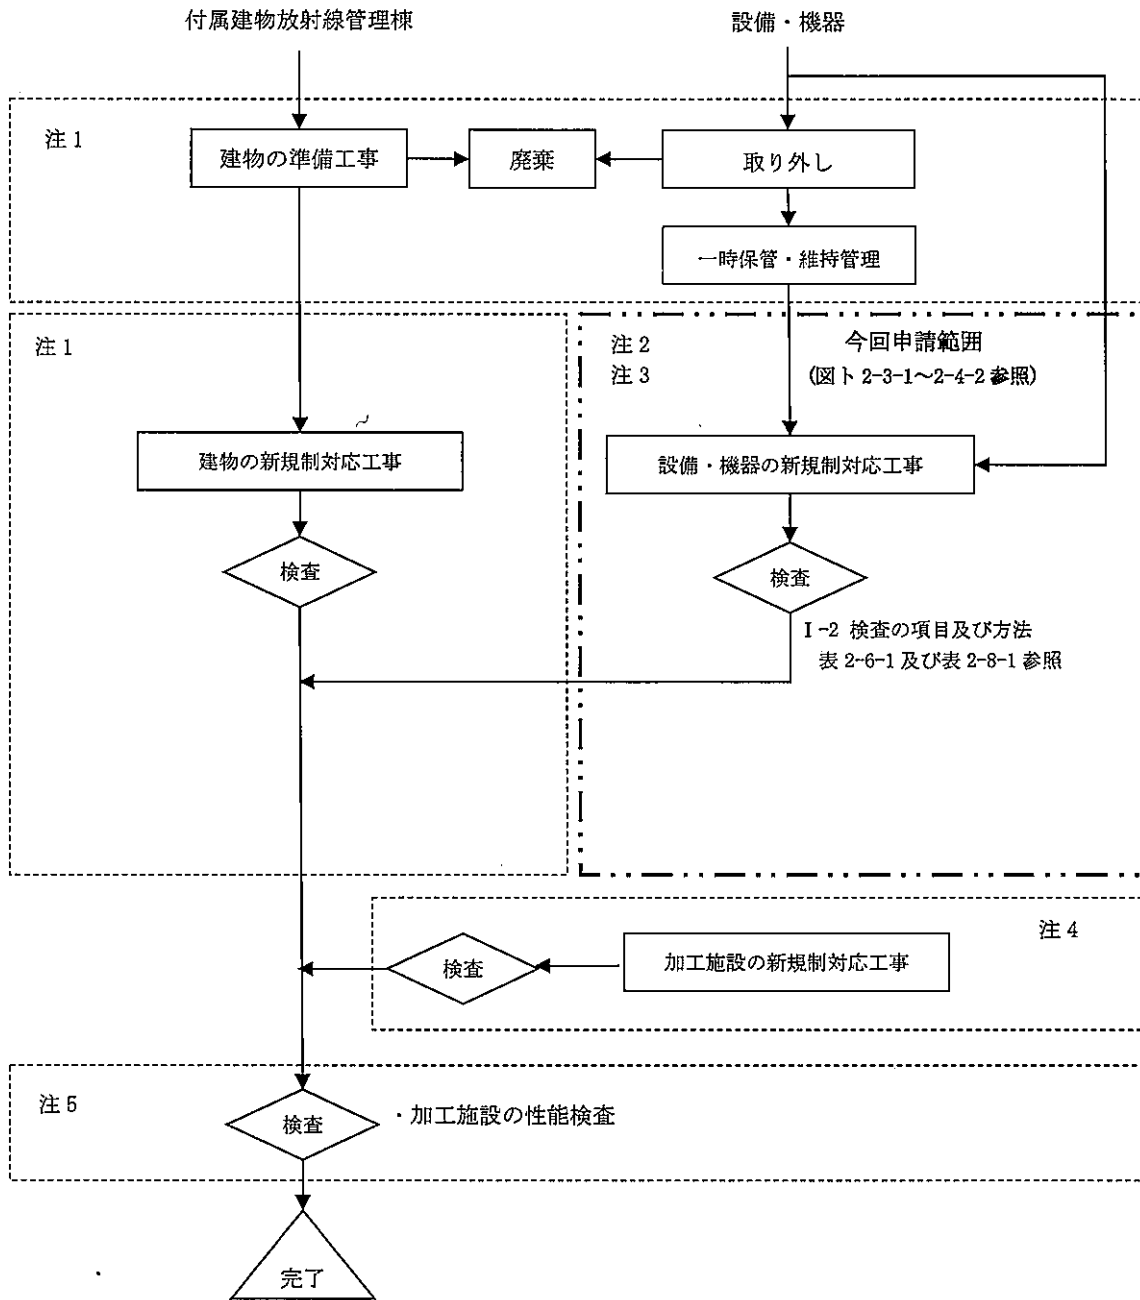 付属建物放射線管理棟
設備・機器
注1
建物の準備工事
廃棄
取り外し
一時保管・維持管理
注1
注2
注3
今回申請範囲
(図ト 2-3-1～2-4-2 参照)
建物の新規制対応工事
設備・機器の新規制対応工事
検査
検査
I-2 検査の項目及び方法
表 2-6-1 及び表 2-8-1 参照
注4
検査
加工施設の新規制対応工事
注5
検査
・加工施設の性能検査
完了